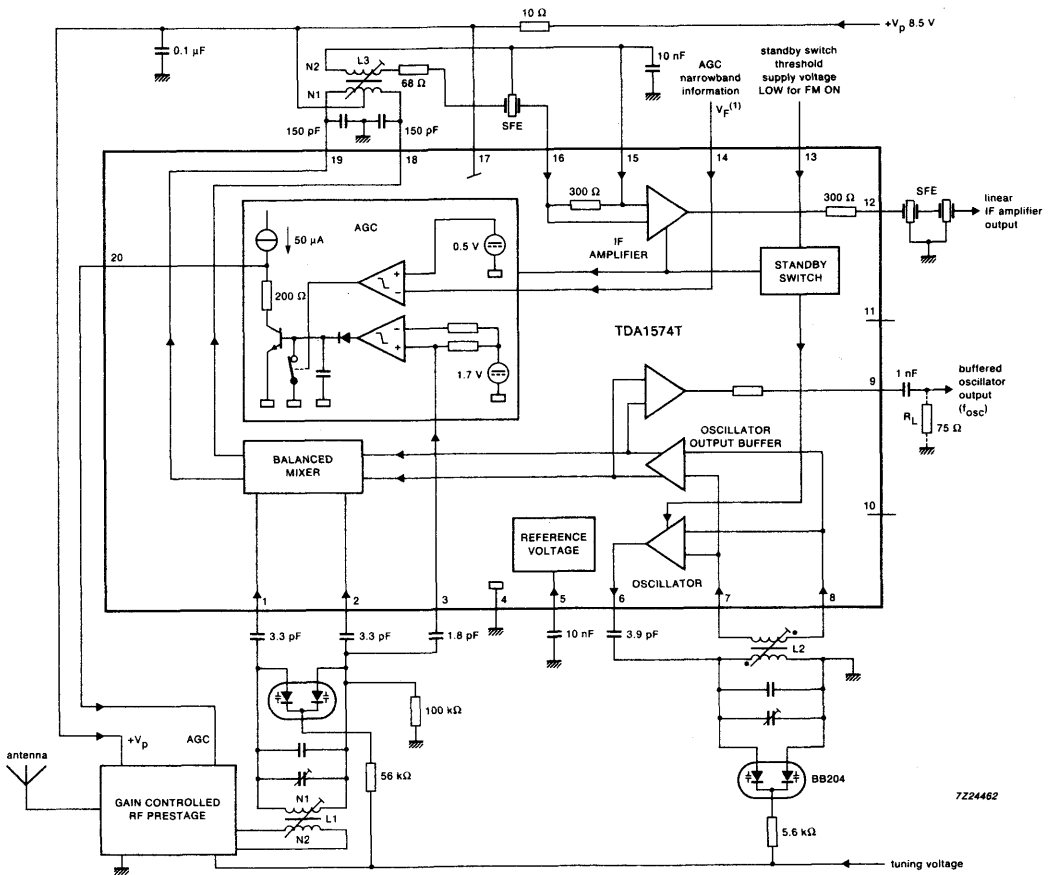 10 Ω
+Vp 8.5 V
0.1 µF
N2
L3
68 Ω
N1
150 pF
150 pF
SFE
10 nF
AGC
narrowband
information
VF(1)
standby switch
threshold
supply voltage
LOW for FM ON
19
18
17
16
15
14
13
300 Ω
IF
AMPLIFIER
300 Ω
12
SFE
linear
IF amplifier
output
STANDBY
SWITCH
50 µA
AGC
0.5 V
+
−
20
200 Ω
−
+
1.7 V
TDA1574T
11
1 nF
9
buffered
oscillator
output
(fosc)
RL
75 Ω
OSCILLATOR
OUTPUT BUFFER
BALANCED
MIXER
10
REFERENCE
VOLTAGE
OSCILLATOR
1
2
3
4
5
6
7
8
3.3 pF
3.3 pF
1.8 pF
10 nF
3.9 pF
L2
100 kΩ
56 kΩ
+Vp
AGC
antenna
GAIN CONTROLLED
RF PRESTAGE
N1
L1
N2
BB204
5.6 kΩ
7Z24462
tuning voltage